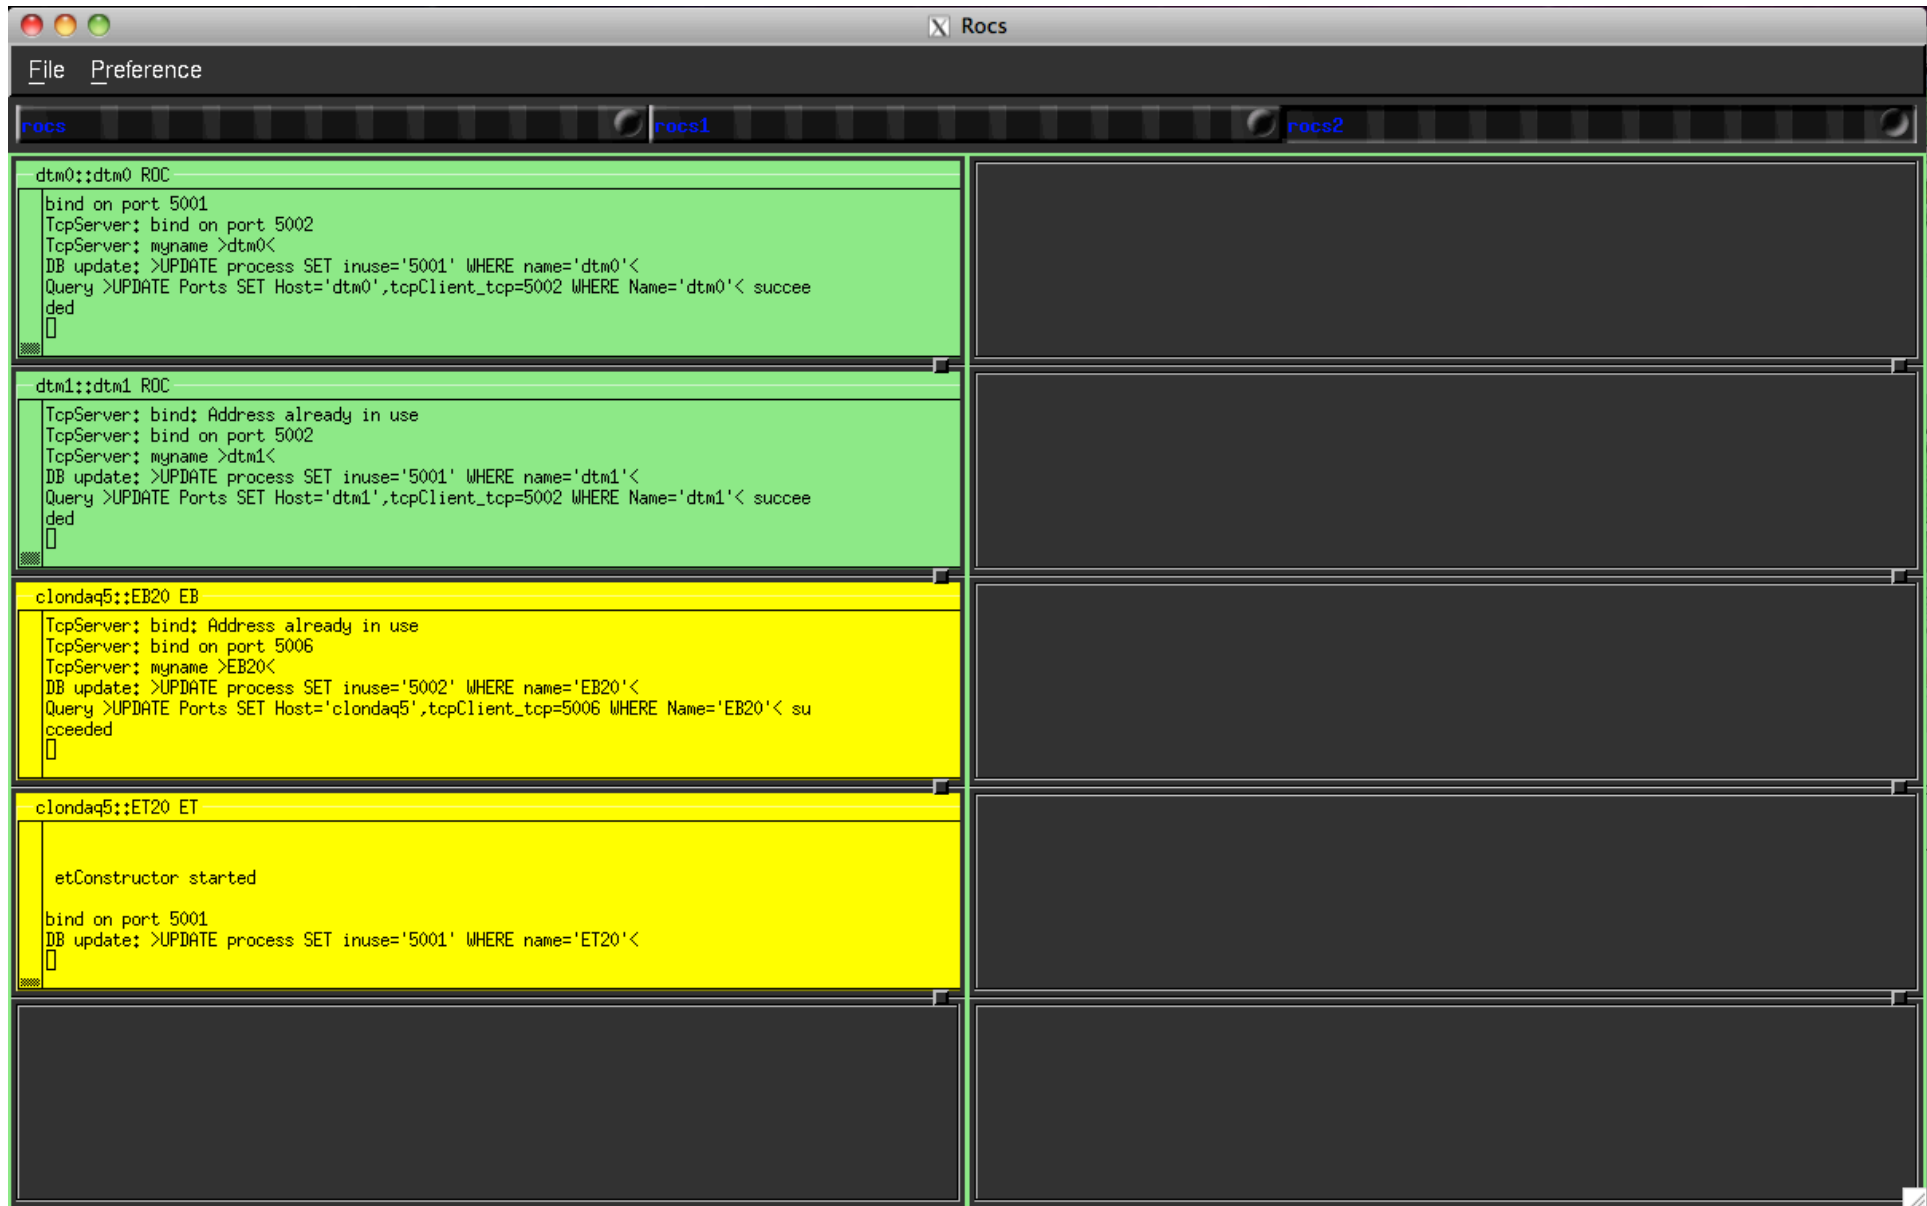 Rocs
File Preference
rocs rocs1 rocs2
dtm0::dtm0 ROC
bind on port 5001
TcpServer: bind on port 5002
TcpServer: myname >dtm0<
DB update: >UPDATE process SET inuse='5001' WHERE name='dtm0'<
Query >UPDATE Ports SET Host='dtm0',tcpClient_tcp=5002 WHERE Name='dtm0'< succee
ded
dtm1::dtm1 ROC
TcpServer: bind: Address already in use
TcpServer: bind on port 5002
TcpServer: myname >dtm1<
DB update: >UPDATE process SET inuse='5001' WHERE name='dtm1'<
Query >UPDATE Ports SET Host='dtm1',tcpClient_tcp=5002 WHERE Name='dtm1'< succee
ded
clondaq5::EB20 EB
TcpServer: bind: Address already in use
TcpServer: bind on port 5006
TcpServer: myname >EB20<
DB update: >UPDATE process SET inuse='5002' WHERE name='EB20'<
Query >UPDATE Ports SET Host='clondaq5',tcpClient_tcp=5006 WHERE Name='EB20'< su
cceeded
clondaq5::ET20 ET
etConstructor started
bind on port 5001
DB update: >UPDATE process SET inuse='5001' WHERE name='ET20'<